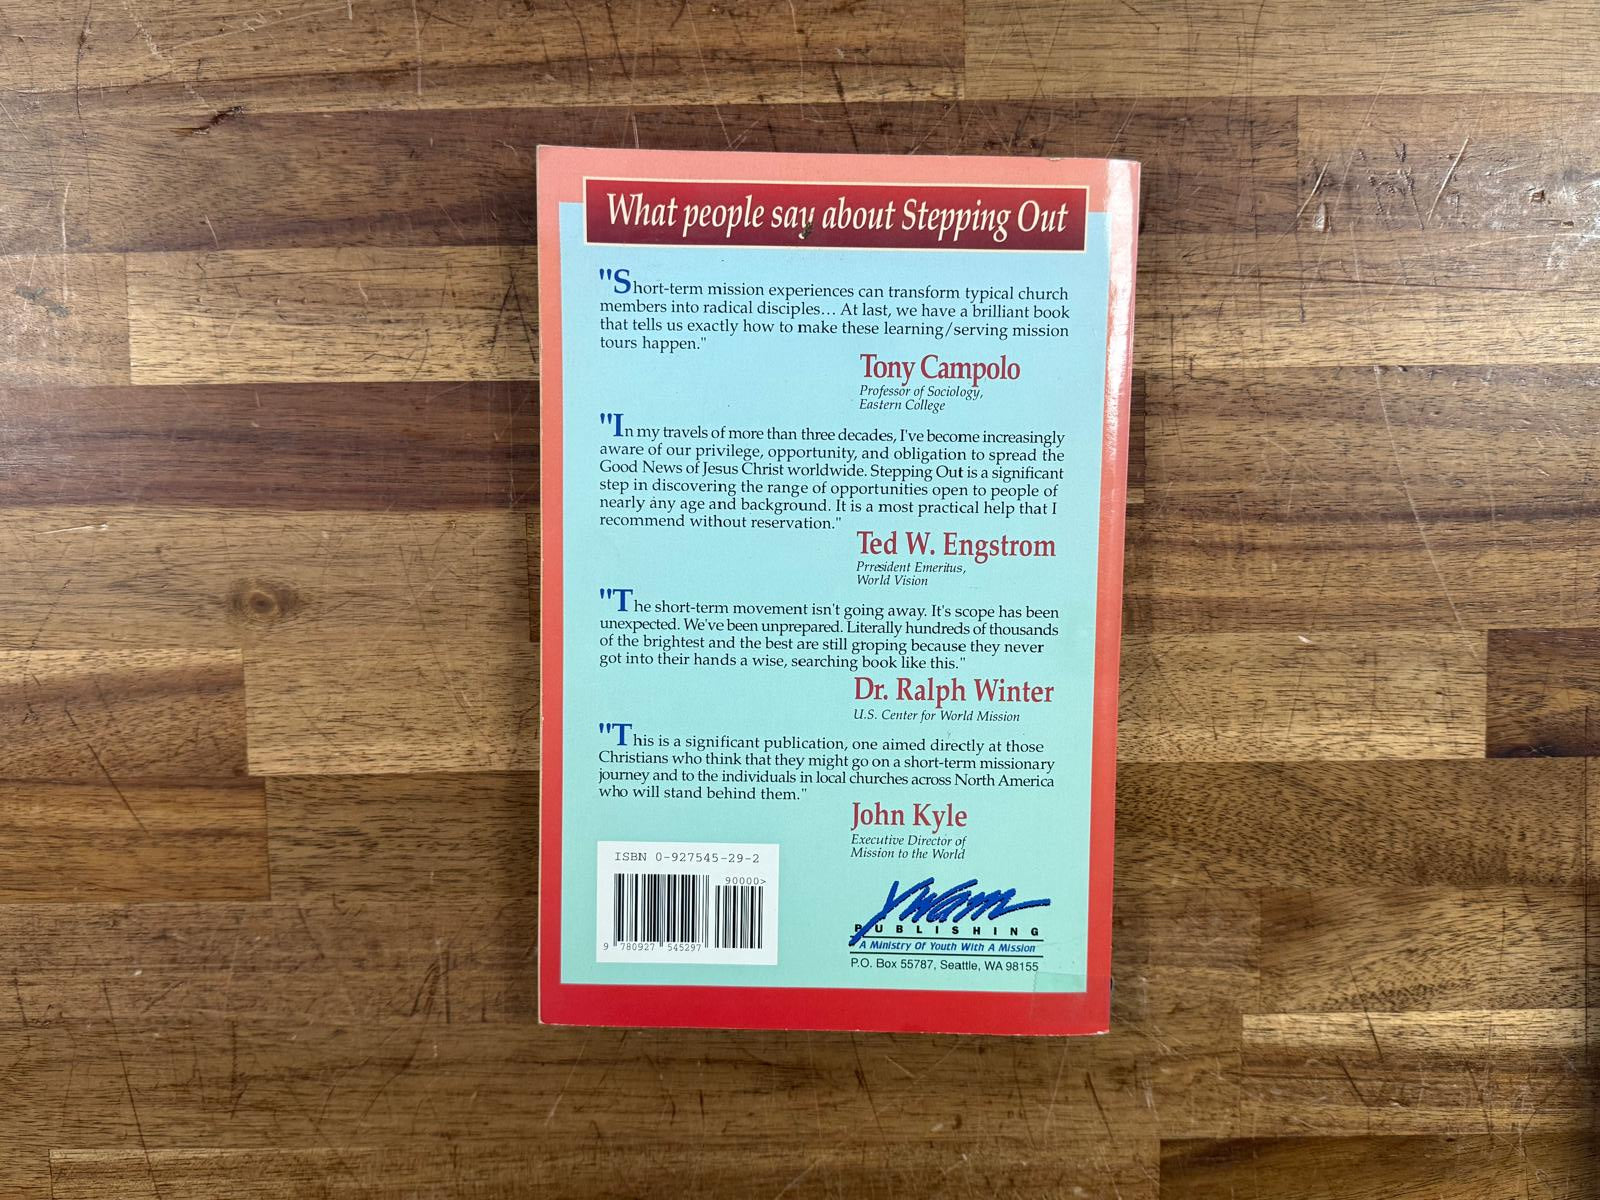 What people say about Stepping Out
"Short-term mission experiences can transform typical church
members into radical disciples... At last, we have a brilliant book
that tells us exactly how to make these learning/serving mission
tours happen."
Tony Campolo
Professor of Sociology,
Eastern College
"In my travels of more than three decades, I've become increasingly
aware of our privilege, opportunity, and obligation to spread the
Good News of Jesus Christ worldwide. Stepping Out is a significant
step in discovering the range of opportunities open to people of
nearly any age and background. It is a most practical help that I
recommend without reservation."
Ted W. Engstrom
Prresident Emeritus,
World Vision
"The short-term movement isn't going away. It's scope has been
unexpected. We've been unprepared. Literally hundreds of thousands
of the brightest and the best are still groping because they never
got into their hands a wise, searching book like this."
Dr. Ralph Winter
U.S. Center for World Mission
"This is a significant publication, one aimed directly at those
Christians who think that they might go on a short-term missionary
journey and to the individuals in local churches across North America
who will stand behind them."
John Kyle
Executive Director of
Mission to the World
ISBN 0-927545-29-2
90000>
9 780927 545297
Ywam
PUBLISHING
A Ministry Of Youth With A Mission
P.O. Box 55787, Seattle, WA 98155